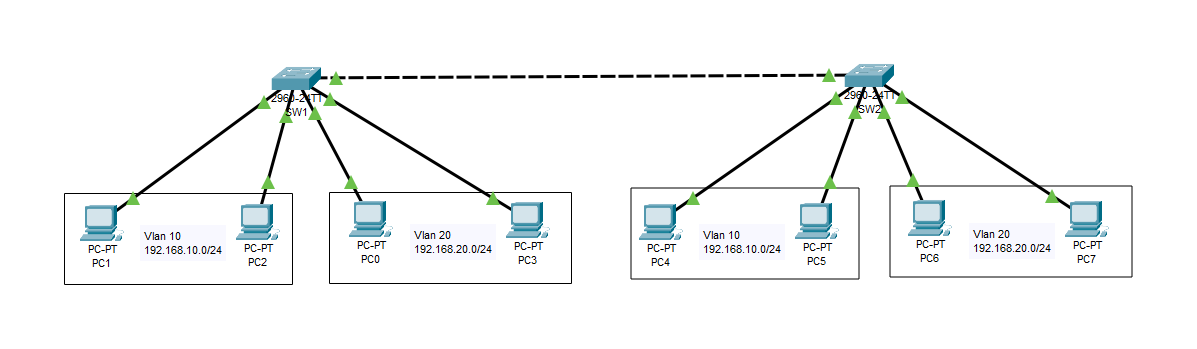 2960-24TT
SW1
2960-24TT
SW2
PC-PT
PC1
Vlan 10
192.168.10.0/24
PC-PT
PC2
PC-PT
PC0
Vlan 20
192.168.20.0/24
PC-PT
PC3
PC-PT
PC4
Vlan 10
192.168.10.0/24
PC-PT
PC5
PC-PT
PC6
Vlan 20
192.168.20.0/24
PC-PT
PC7